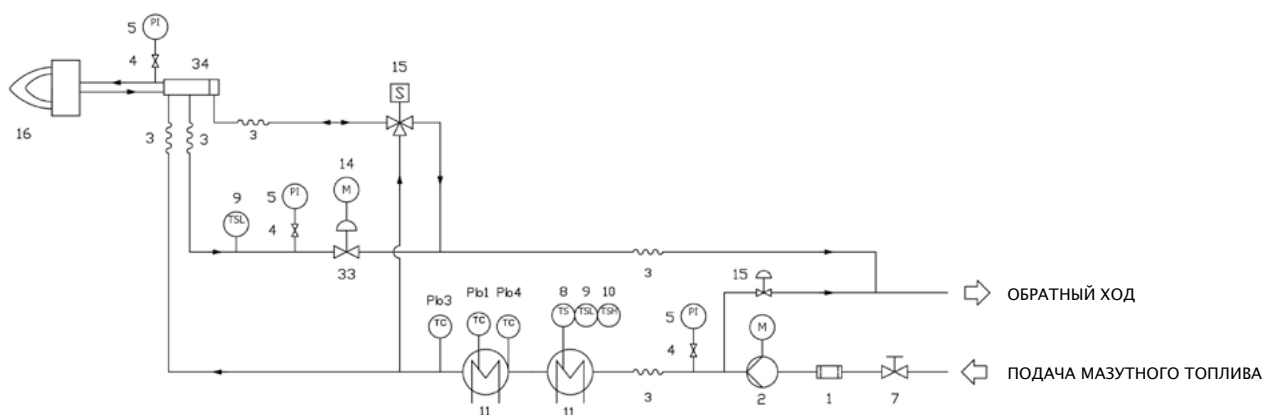 5 PI
4
34
15
S
16
3
3
3
14
M
9 TSL
5 PI
4
33
3
15
ОБРАТНЫЙ ХОД
Pb3 Pb1 Pb4
TC TC TC
8 9 10
TS TSL TSH
5 PI
4
M
ПОДАЧА МАЗУТНОГО ТОПЛИВА
11
11
3
2
1
7